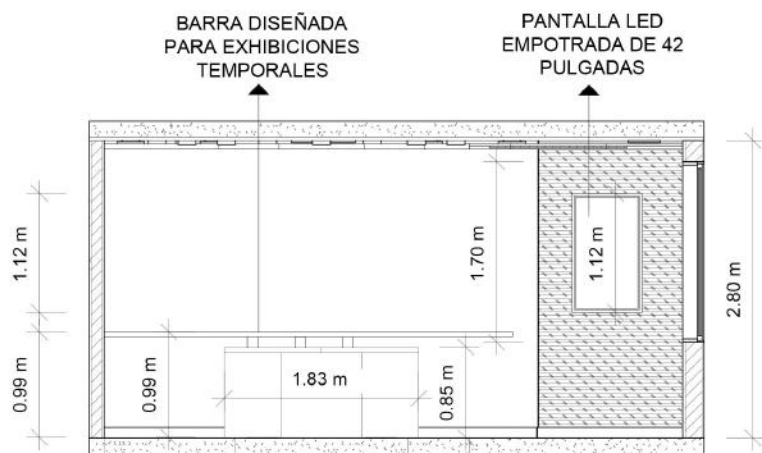 BARRA DISEÑADA
PARA EXHIBICIONES
TEMPORALES
PANTALLA LED
EMPOTRADA DE 42
PULGADAS
1.12 m
0.99 m
0.99 m
1.83 m
0.85 m
1.70 m
1.12 m
2.80 m